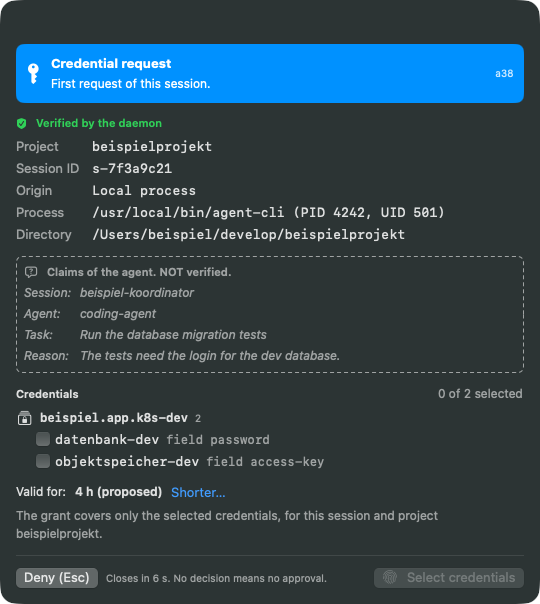 Credential request
First request of this session.
a38
Verified by the daemon
Project beispielprojekt
Session ID s-7f3a9c21
Origin Local process
Process /usr/local/bin/agent-cli (PID 4242, UID 501)
Directory /Users/beispiel/develop/beispielprojekt
Claims of the agent. NOT verified.
Session: beispiel-koordinator
Agent: coding-agent
Task: Run the database migration tests
Reason: The tests need the login for the dev database.
Credentials 0 of 2 selected
beispiel.app.k8s-dev 2
datenbank-dev field password
objektspeicher-dev field access-key
Valid for: 4 h (proposed) Shorter...
The grant covers only the selected credentials, for this session and project
beispielprojekt.
Deny (Esc) Closes in 6 s. No decision means no approval. Select credentials